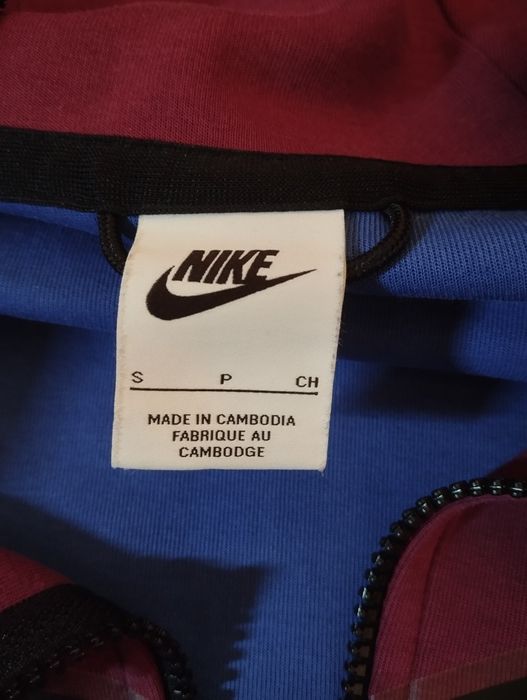 NIKE
S P CH
MADE IN CAMBODIA
FABRIQUE AU
CAMBODGE